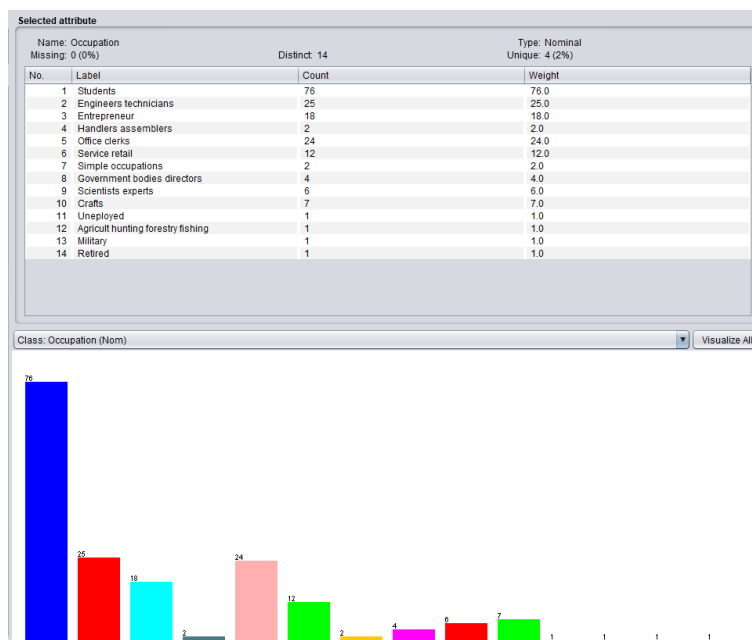 Selected attribute
Name: Occupation Type: Nominal
Missing: 0 (0%) Distinct: 14 Unique: 4 (2%)
No. Label Count Weight
1 Students 76 76.0
2 Engineers technicians 25 25.0
3 Entrepreneur 18 18.0
4 Handlers assemblers 2 2.0
5 Office clerks 24 24.0
6 Service retail 12 12.0
7 Simple occupations 2 2.0
8 Government bodies directors 4 4.0
9 Scientists experts 6 6.0
10 Crafts 7 7.0
11 Uneployed 1 1.0
12 Agricult hunting forestry fishing 1 1.0
13 Military 1 1.0
14 Retired 1 1.0
Class: Occupation (Nom) Visualize All
76
25
18
2
24
12
2
4
6
7
1
1
1
1